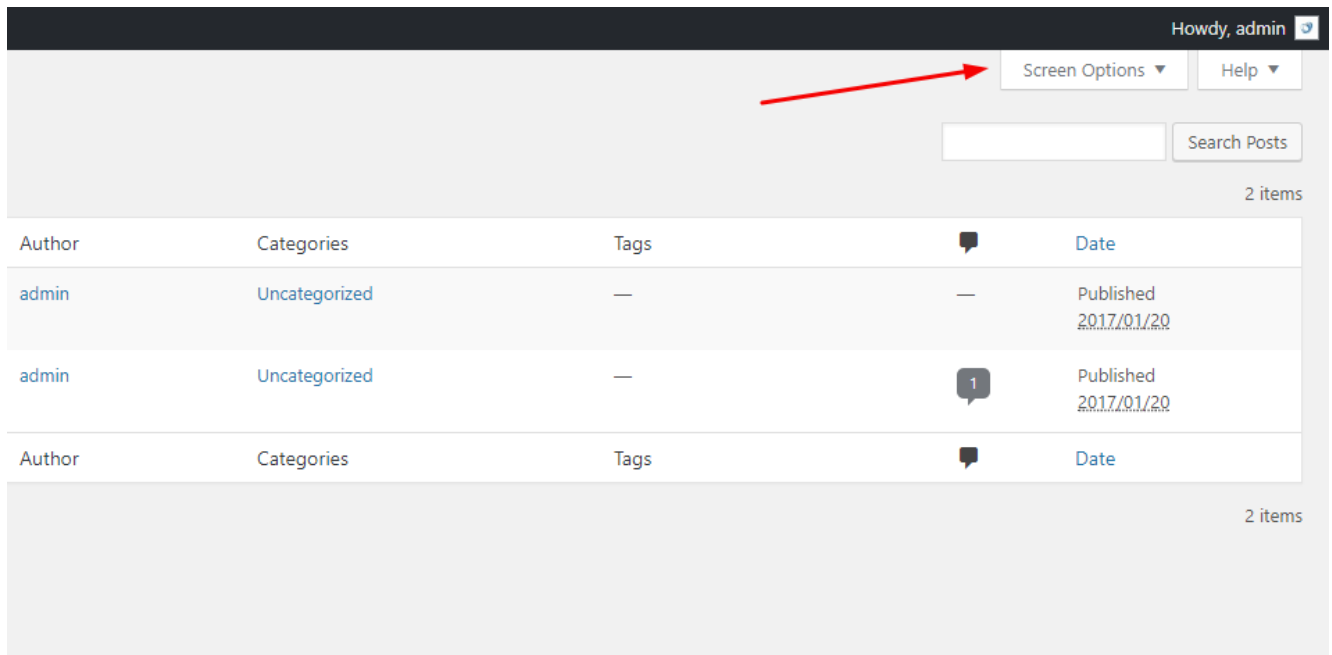 Howdy, admin
Screen Options ▼ Help ▼
Search Posts
2 items
Author Categories Tags Date
admin Uncategorized — — Published
2017/01/20
admin Uncategorized — 1 Published
2017/01/20
Author Categories Tags Date
2 items